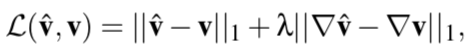 ℒ(v̂, v) = ||v̂ − v||₁ + λ||∇v̂ − ∇v||₁,